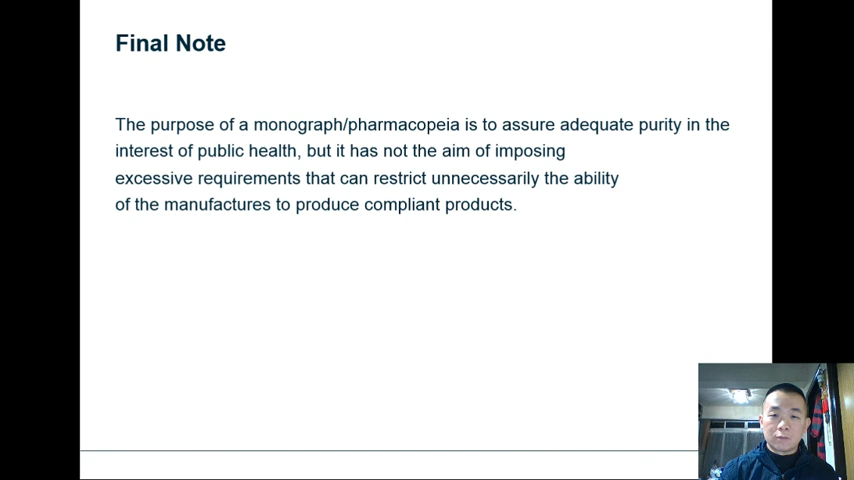 Final Note
The purpose of a monograph/pharmacopeia is to assure adequate purity in the
interest of public health, but it has not the aim of imposing
excessive requirements that can restrict unnecessarily the ability
of the manufactures to produce compliant products.